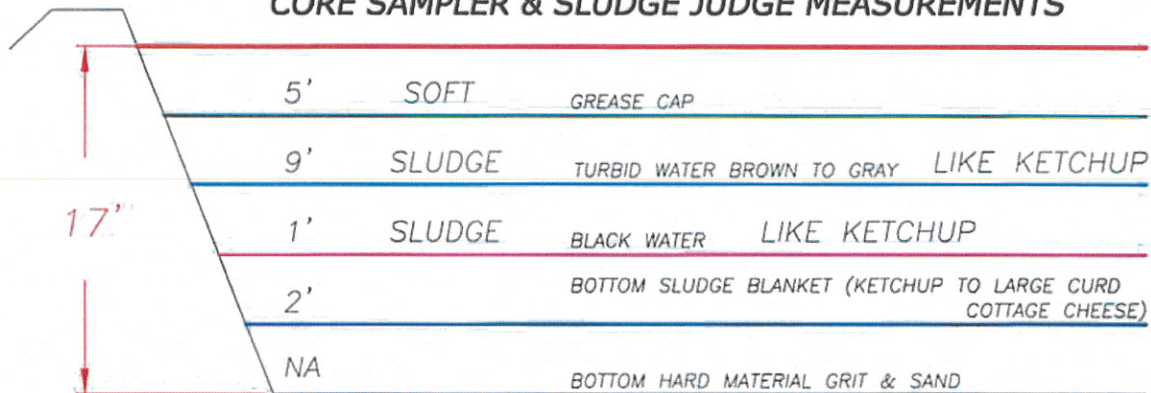 CORE SAMPLER & SLUDGE JUDGE MEASUREMENTS
5' SOFT GREASE CAP
9' SLUDGE TURBID WATER BROWN TO GRAY LIKE KETCHUP
17'
1' SLUDGE BLACK WATER LIKE KETCHUP
2' BOTTOM SLUDGE BLANKET (KETCHUP TO LARGE CURD
COTTAGE CHEESE)
NA BOTTOM HARD MATERIAL GRIT & SAND